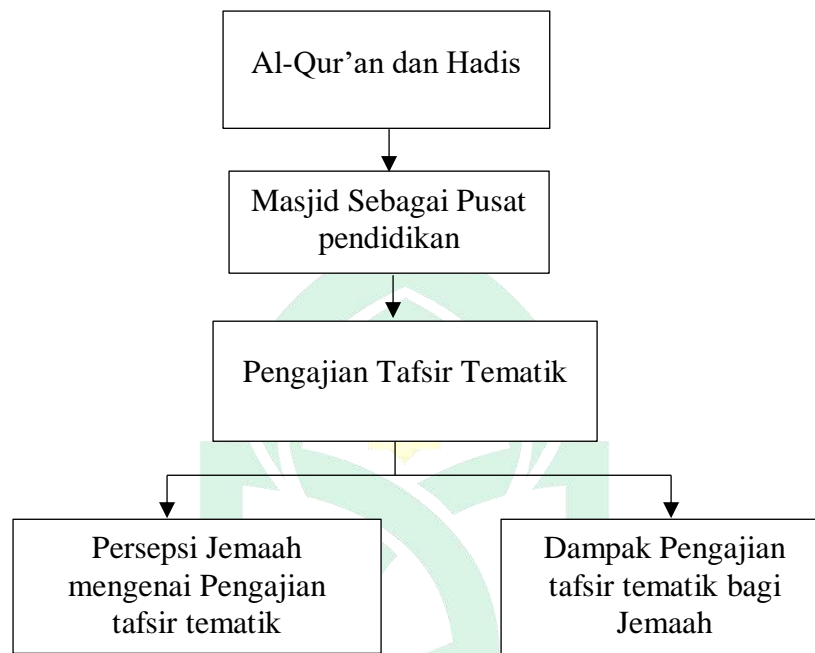 Al-Qur’an dan Hadis
Masjid Sebagai Pusat
pendidikan
Pengajian Tafsir Tematik
Persepsi Jemaah
mengenai Pengajian
tafsir tematik
Dampak Pengajian
tafsir tematik bagi
Jemaah